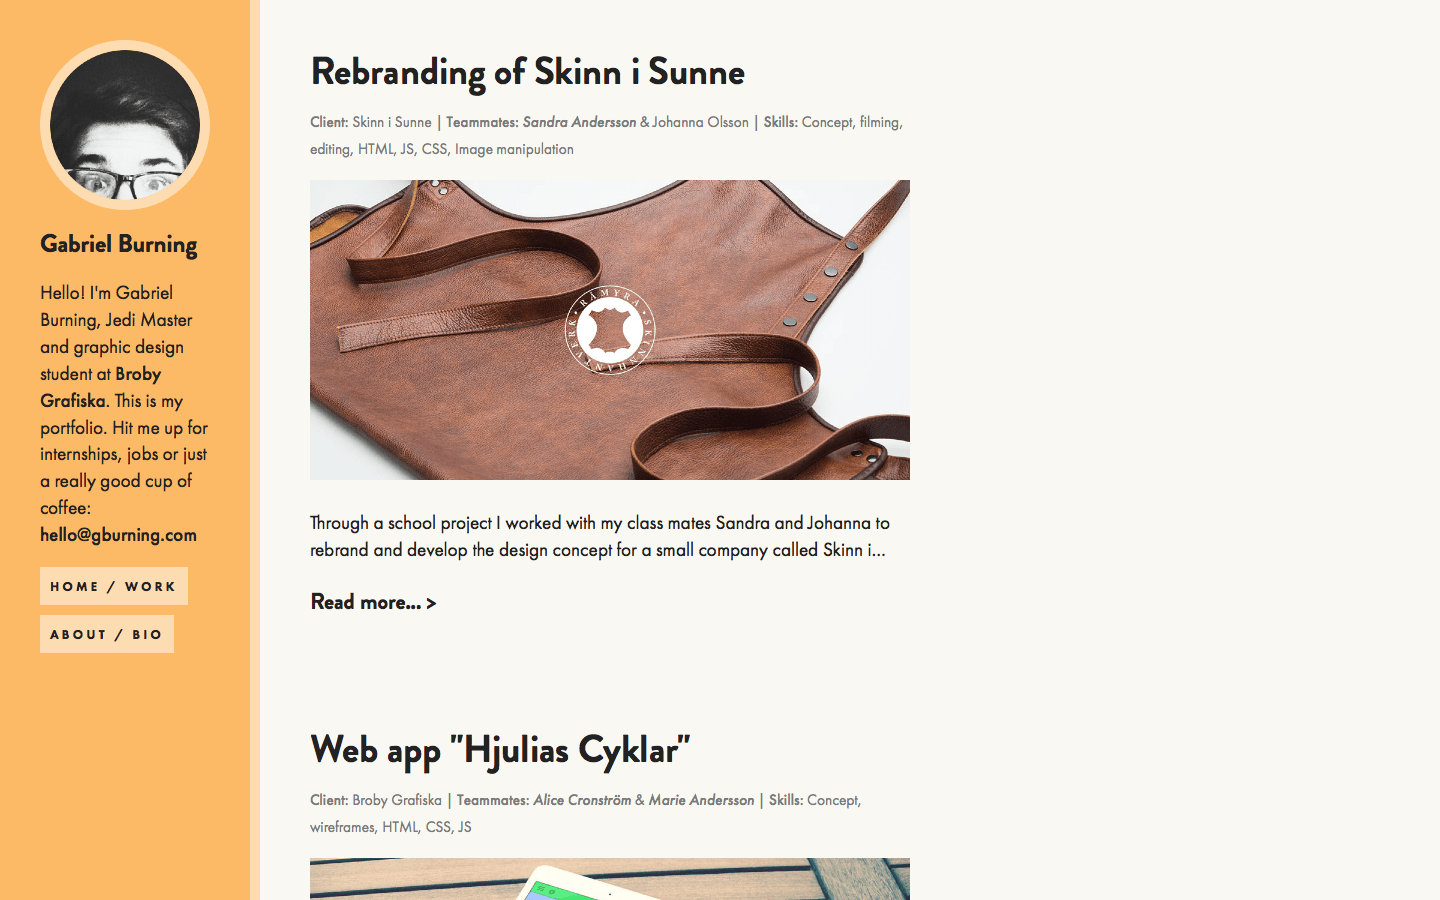 Gabriel Burning
Hello! I'm Gabriel
Burning, Jedi Master
and graphic design
student at Broby
Grafiska. This is my
portfolio. Hit me up for
internships, jobs or just
a really good cup of
coffee:
hello@gburning.com
HOME / WORK
ABOUT / BIO
Rebranding of Skinn i Sunne
Client: Skinn i Sunne | Teammates: Sandra Andersson & Johanna Olsson | Skills: Concept, filming,
editing, HTML, JS, CSS, Image manipulation
RÅMYRA • SKINNHANTVERK •
Through a school project I worked with my class mates Sandra and Johanna to
rebrand and develop the design concept for a small company called Skinn i...
Read more... >
Web app "Hjulias Cyklar"
Client: Broby Grafiska | Teammates: Alice Cronström & Marie Andersson | Skills: Concept,
wireframes, HTML, CSS, JS